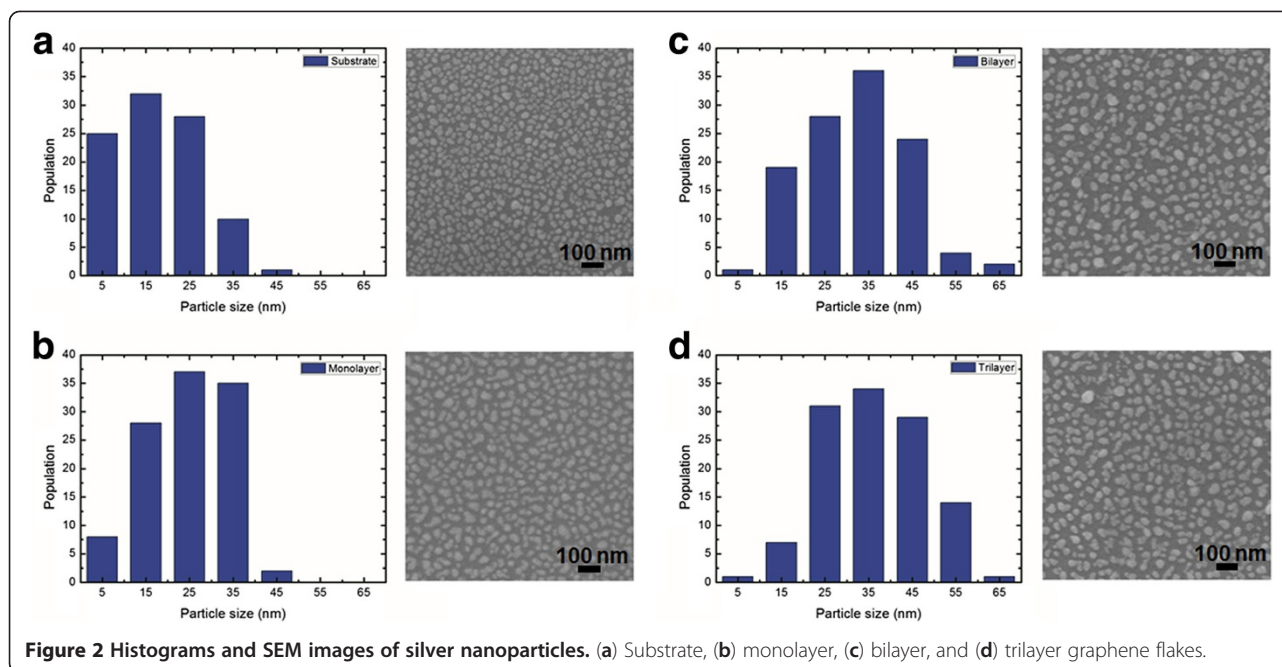 a
40
35
30
25
20
15
10
5
0
Population
Substrate
5 15 25 35 45 55 65
Particle size (nm)
100 nm
c
40
35
30
25
20
15
10
5
0
Population
Bilayer
5 15 25 35 45 55 65
Particle size (nm)
100 nm
b
40
35
30
25
20
15
10
5
0
Population
Monolayer
5 15 25 35 45 55 65
Particle size (nm)
100 nm
d
40
35
30
25
20
15
10
5
0
Population
Trilayer
5 15 25 35 45 55 65
Particle size (nm)
100 nm
Figure 2 Histograms and SEM images of silver nanoparticles. (a) Substrate, (b) monolayer, (c) bilayer, and (d) trilayer graphene flakes.